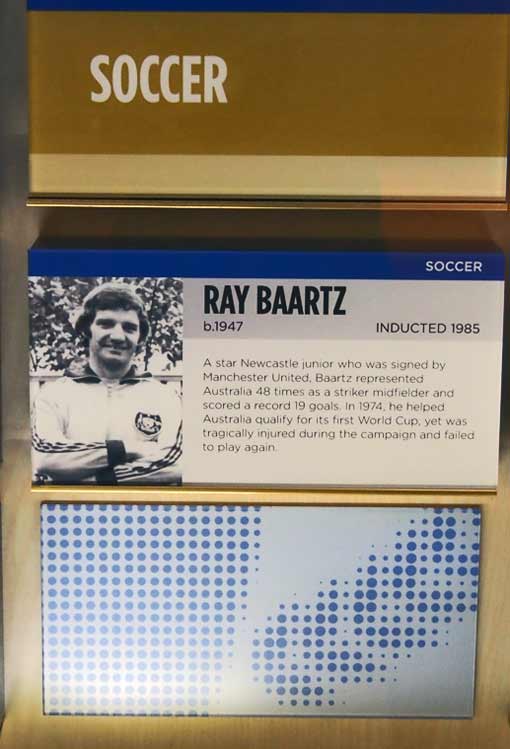 SOCCER
SOCCER
RAY BAARTZ
b.1947 INDUCTED 1985
A star Newcastle junior who was signed by
Manchester United, Baartz represented
Australia 48 times as a striker midfielder and
scored a record 19 goals. In 1974, he helped
Australia qualify for its first World Cup, yet was
tragically injured during the campaign and failed
to play again.